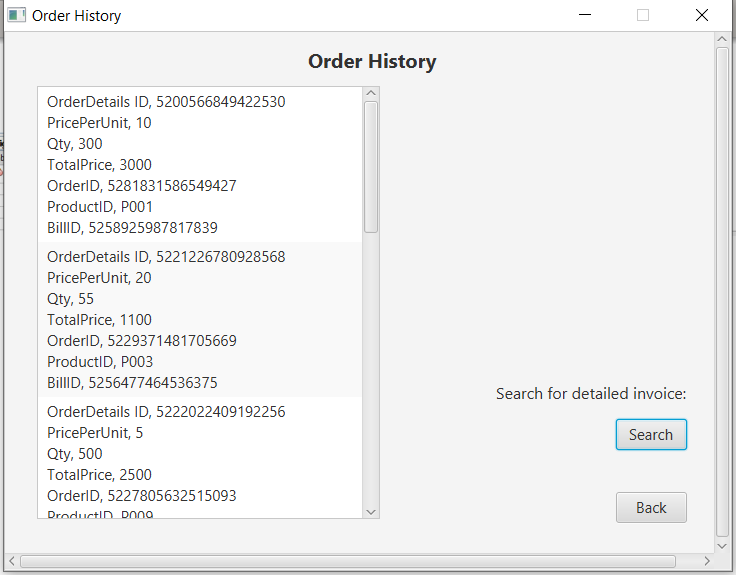 Order History
Order History
OrderDetails ID, 5200566849422530
PricePerUnit, 10
Qty, 300
TotalPrice, 3000
OrderID, 5281831586549427
ProductID, P001
BillID, 5258925987817839
OrderDetails ID, 5221226780928568
PricePerUnit, 20
Qty, 55
TotalPrice, 1100
OrderID, 5229371481705669
ProductID, P003
BillID, 5256477464536375
OrderDetails ID, 5222022409192256
PricePerUnit, 5
Qty, 500
TotalPrice, 2500
OrderID, 5227805632515093
ProductID, P009
Search for detailed invoice:
Search
Back